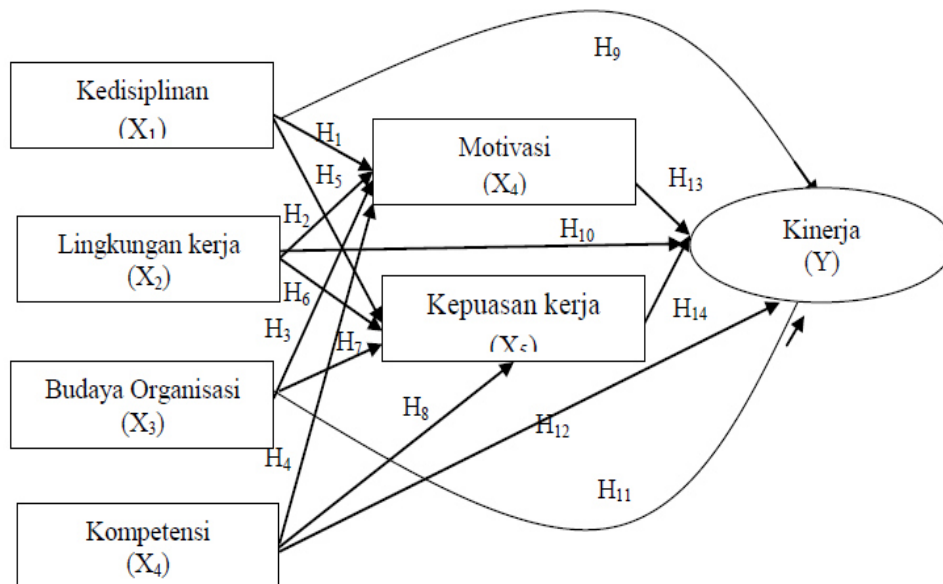 H₉
Kedisiplinan
(X₁)
H₁
Motivasi
(X₄)
H₅
H₁₃
H₂
Lingkungan kerja
(X₂)
H₁₀
Kinerja
(Y)
H₆
Kepuasan kerja
(X₅)
H₁₄
H₃
H₇
Budaya Organisasi
(X₃)
H₈
H₁₂
H₄
H₁₁
Kompetensi
(X₄)